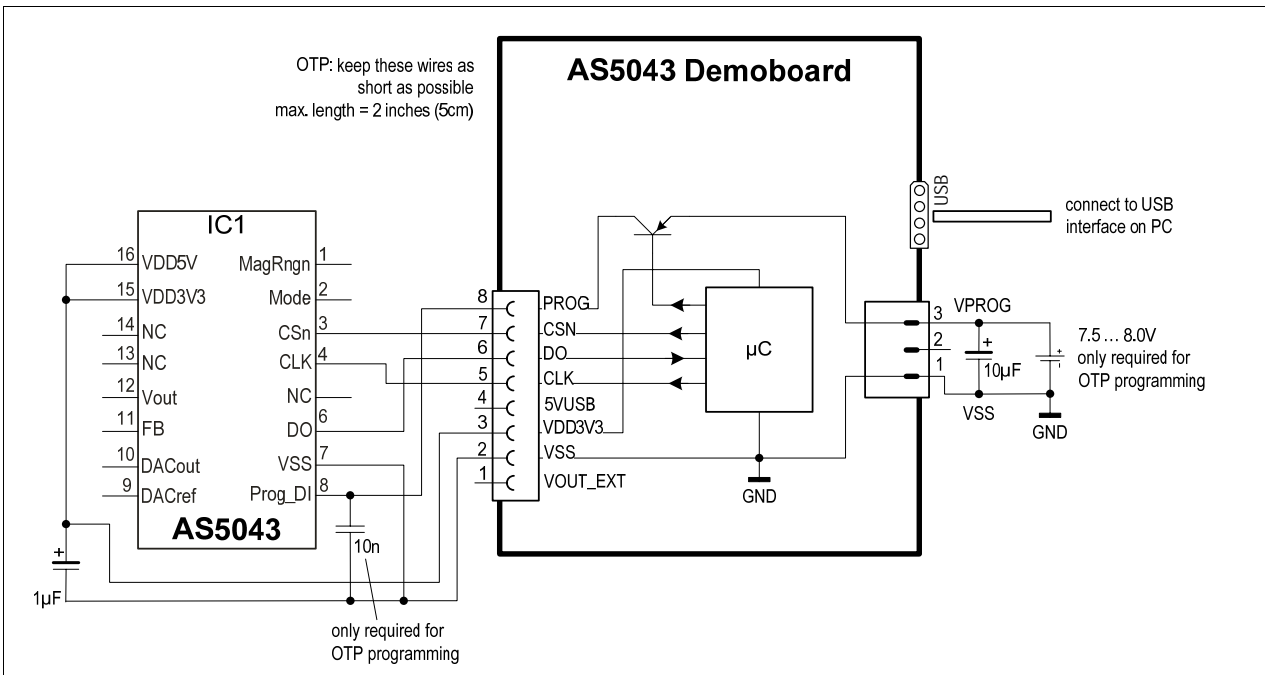 OTP: keep these wires as
short as possible
max. length = 2 inches (5cm)
AS5043 Demoboard
USB
connect to USB
interface on PC
IC1
16 VDD5V
15 VDD3V3
14 NC
13 NC
12 Vout
11 FB
10 DACout
9 DACref
MagRngn 1
Mode 2
CSn 3
CLK 4
NC
DO 6
VSS 7
Prog_DI 8
AS5043
+
1µF
10n
only required for
OTP programming
8 PROG
7 CSN
6 DO
5 CLK
4 5VUSB
3 VDD3V3
2 VSS
1 VOUT_EXT
µC
GND
3 VPROG
2
1
+
10µF
VSS
+
-
7.5 ... 8.0V
only required for
OTP programming
GND